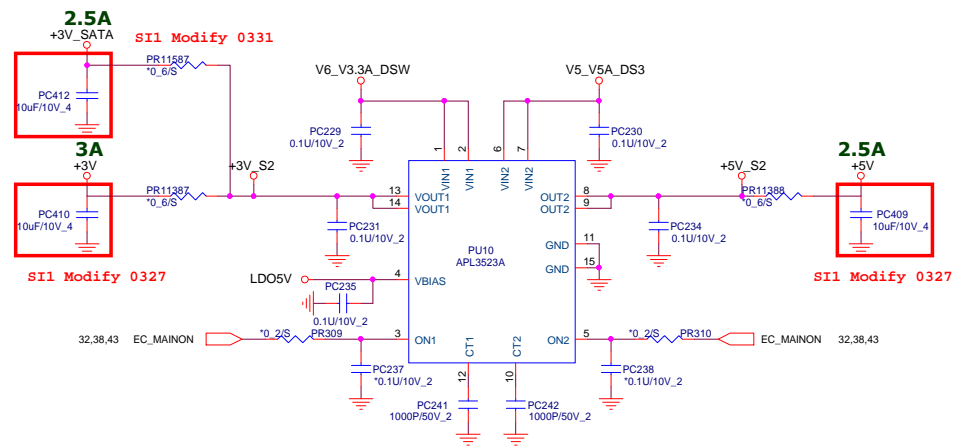 2.5A
+3V_SATA
SI1 Modify 0331
PR11587
*0_6/S
PC412
10uF/10V_4
V6_V3.3A_DSW
V5_V5A_DS3
PC229
0.1U/10V_2
PC230
0.1U/10V_2
1
2
6
7
VIN1
VIN1
VIN2
VIN2
3A
+3V
+3V_S2
PR11387
*0_6/S
PC410
10uF/10V_4
SI1 Modify 0327
13
14
VOUT1
VOUT1
PC231
0.1U/10V_2
8
9
OUT2
OUT2
+5V_S2
PR11388
*0_6/S
2.5A
+5V
PC409
10uF/10V_4
SI1 Modify 0327
PC234
0.1U/10V_2
PU10
APL3523A
GND
11
GND
15
LDO5V
4
VBIAS
PC235
0.1U/10V_2
32,38,43
EC_MAINON
*0_2/S
PR309
3
ON1
PC237
*0.1U/10V_2
ON2
5
*0_2/S
PR310
EC_MAINON
32,38,43
PC238
*0.1U/10V_2
CT1
CT2
12
10
PC241
1000P/50V_2
PC242
1000P/50V_2